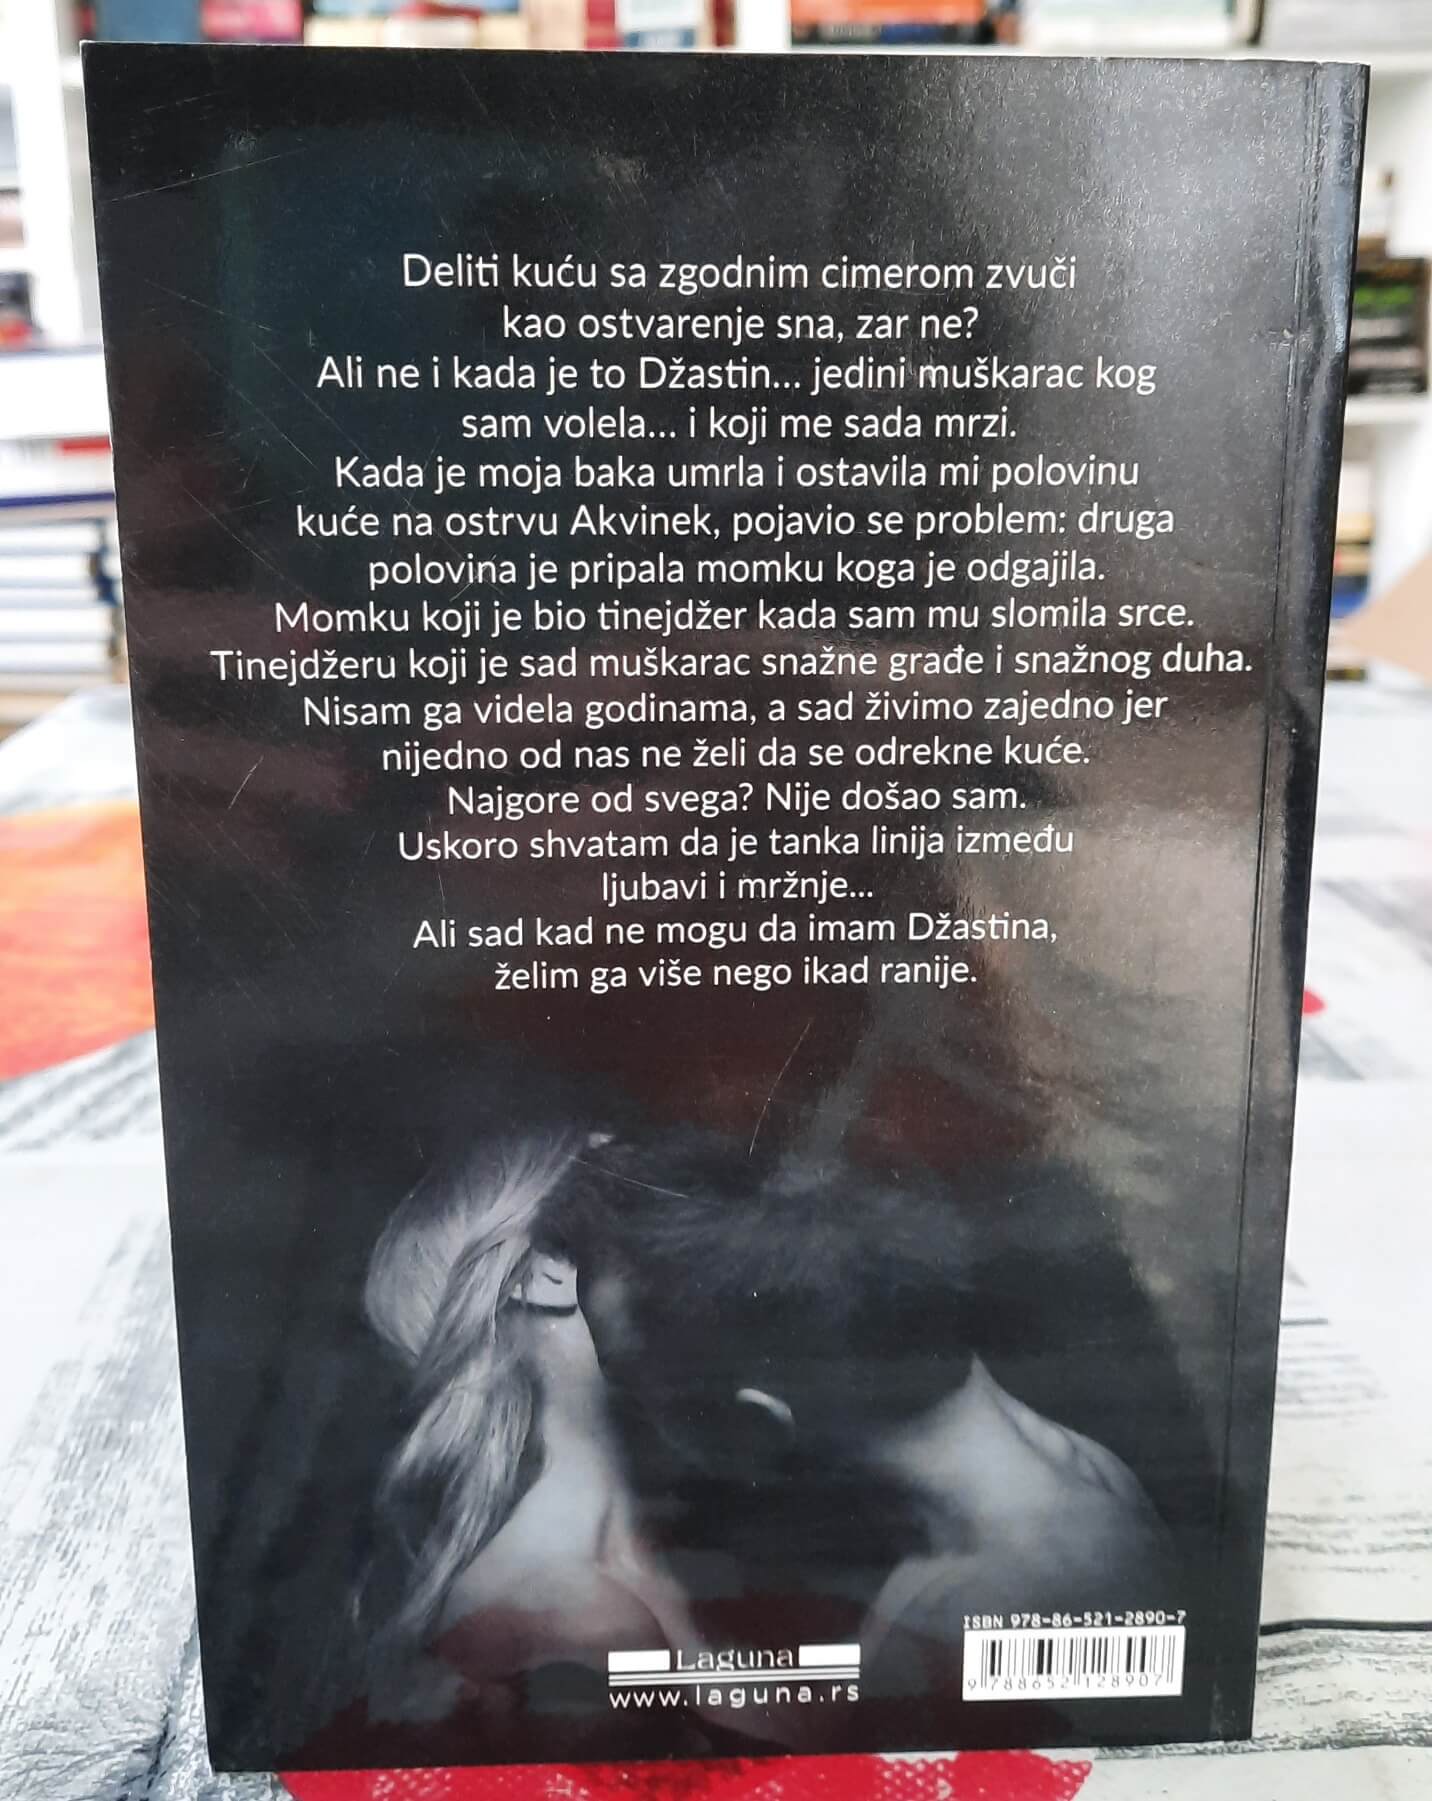 Deliti kuću sa zgodnim cimerom zvuči
kao ostvarenje sna, zar ne?
Ali ne i kada je to Džastin... jedini muškarac kog
sam volela... i koji me sada mrzi.
Kada je moja baka umrla i ostavila mi polovinu
kuće na ostrvu Akvinek, pojavio se problem: druga
polovina je pripala momku koga je odgajila.
Momku koji je bio tinejdžer kada sam mu slomila srce.
Tinejdžeru koji je sad muškarac snažne građe i snažnog duha.
Nisam ga videla godinama, a sad živimo zajedno jer
nijedno od nas ne želi da se odrekne kuće.
Najgore od svega? Nije došao sam.
Uskoro shvatam da je tanka linija između
ljubavi i mržnje...
Ali sad kad ne mogu da imam Džastina,
želim ga više nego ikad ranije.
Laguna
www.laguna.rs
ISBN 978-86-521-2890-7
9 788652 128907